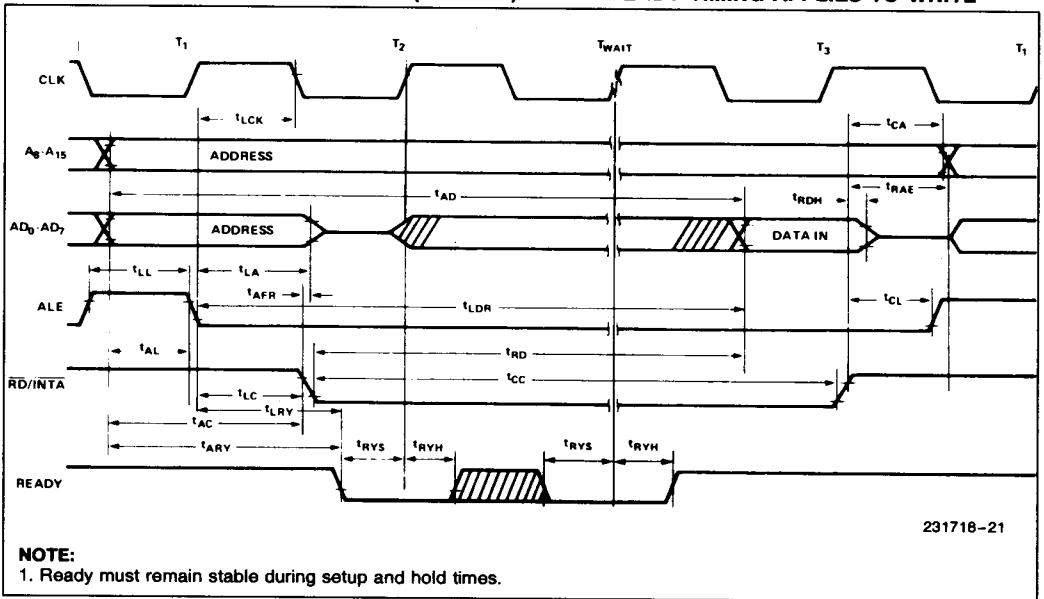 T1 T2 TWAIT T3 T1
CLK
tLCK
tCA
A8-A15
ADDRESS
tAD
tRAE
tRDH
AD0-AD7
ADDRESS
DATA IN
tLL
tLA
tAFR
ALE
tLDR
tCL
tAL
tRD
RD/INTA
tCC
tLC
tLRY
tAC
tARY
tRYS
tRYH
tRYS
tRYH
READY
231718-21
NOTE:
1. Ready must remain stable during setup and hold times.